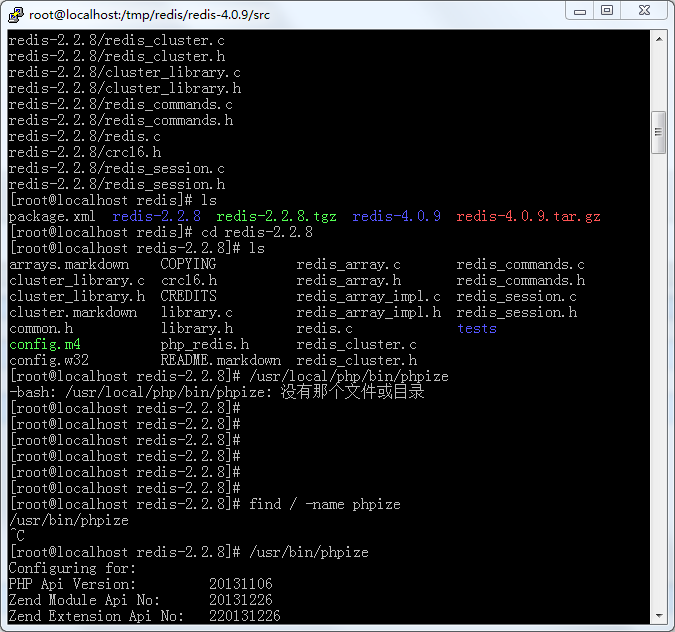 root@localhost:/tmp/redis/redis-4.0.9/src
redis-2.2.8/redis_cluster.c
redis-2.2.8/redis_cluster.h
redis-2.2.8/cluster_library.c
redis-2.2.8/cluster_library.h
redis-2.2.8/redis_commands.c
redis-2.2.8/redis_commands.h
redis-2.2.8/redis.c
redis-2.2.8/crc16.h
redis-2.2.8/redis_session.c
redis-2.2.8/redis_session.h
[root@localhost redis]# ls
package.xml  redis-2.2.8  redis-2.2.8.tgz  redis-4.0.9  redis-4.0.9.tar.gz
[root@localhost redis]# cd redis-2.2.8
[root@localhost redis-2.2.8]# ls
arrays.markdown    COPYING          redis_array.c       redis_commands.c
cluster_library.c  crc16.h          redis_array.h       redis_commands.h
cluster_library.h  CREDITS          redis_array_impl.c  redis_session.c
cluster.markdown   library.c        redis_array_impl.h  redis_session.h
common.h           library.h        redis.c             tests
config.m4          php_redis.h      redis_cluster.c
config.w32         README.markdown  redis_cluster.h
[root@localhost redis-2.2.8]# /usr/local/php/bin/phpize
-bash: /usr/local/php/bin/phpize: 没有那个文件或目录
[root@localhost redis-2.2.8]#
[root@localhost redis-2.2.8]#
[root@localhost redis-2.2.8]#
[root@localhost redis-2.2.8]#
[root@localhost redis-2.2.8]#
[root@localhost redis-2.2.8]#
[root@localhost redis-2.2.8]# find / -name phpize
/usr/bin/phpize
^C
[root@localhost redis-2.2.8]# /usr/bin/phpize
Configuring for:
PHP Api Version:         20131106
Zend Module Api No:      20131226
Zend Extension Api No:   220131226